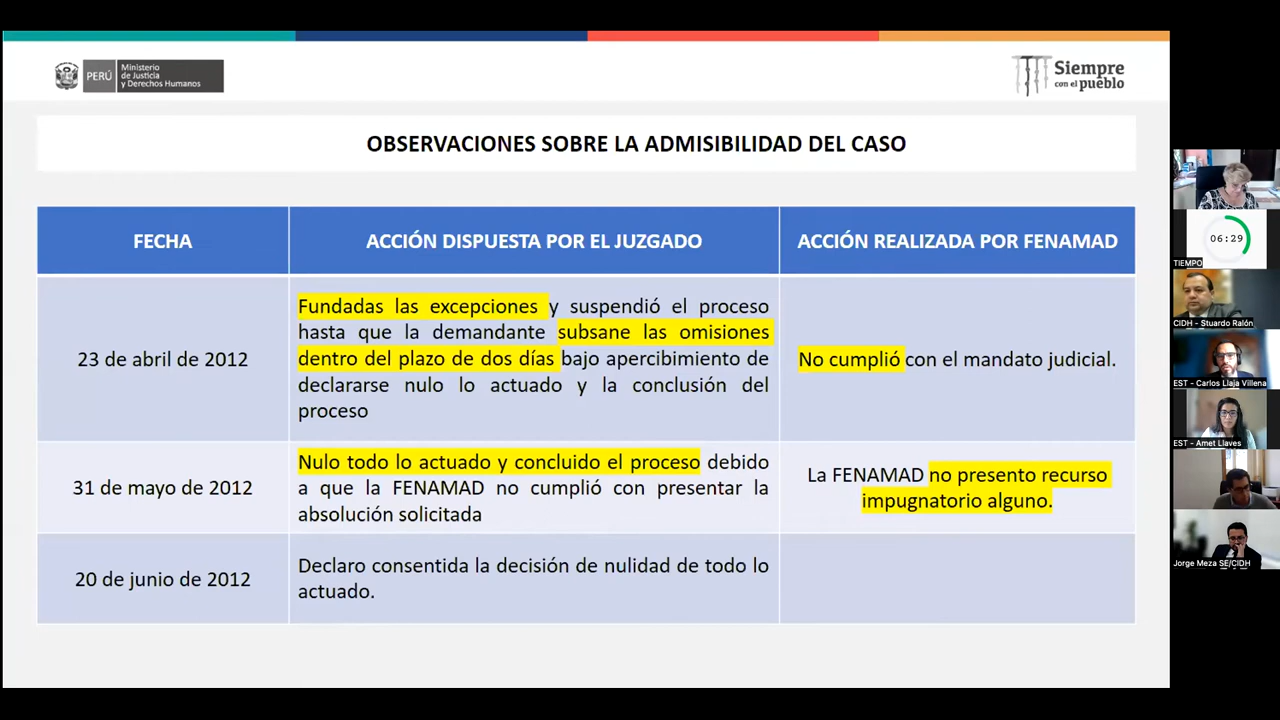 PERÚ
Ministerio
de Justicia
y Derechos Humanos
Siempre
con el pueblo
OBSERVACIONES SOBRE LA ADMISIBILIDAD DEL CASO
FECHA
ACCIÓN DISPUESTA POR EL JUZGADO
ACCIÓN REALIZADA POR FENAMAD
23 de abril de 2012
Fundadas las excepciones y suspendió el proceso
hasta que la demandante subsane las omisiones
dentro del plazo de dos días bajo apercibimiento de
declararse nulo lo actuado y la conclusión del
proceso
No cumplió con el mandato judicial.
31 de mayo de 2012
Nulo todo lo actuado y concluido el proceso debido
a que la FENAMAD no cumplió con presentar la
absolución solicitada
La FENAMAD no presento recurso
impugnatorio alguno.
20 de junio de 2012
Declaro consentida la decisión de nulidad de todo lo
actuado.
06:29
TIEMPO
CIDH - Stuardo Ralón
EST - Carlos Llaja Villena
EST - Amet Llaves
Jorge Meza SE/CIDH